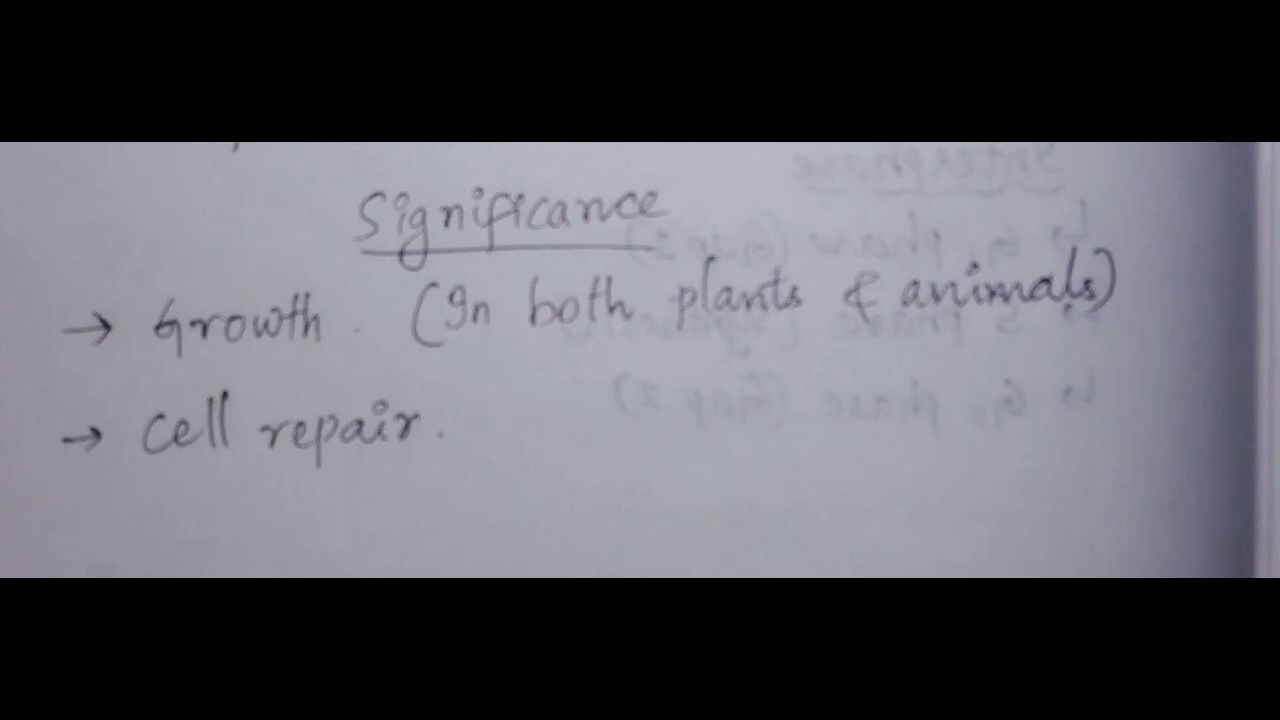 Significance
→ Growth. (In both plants & animals)
→ Cell repair.